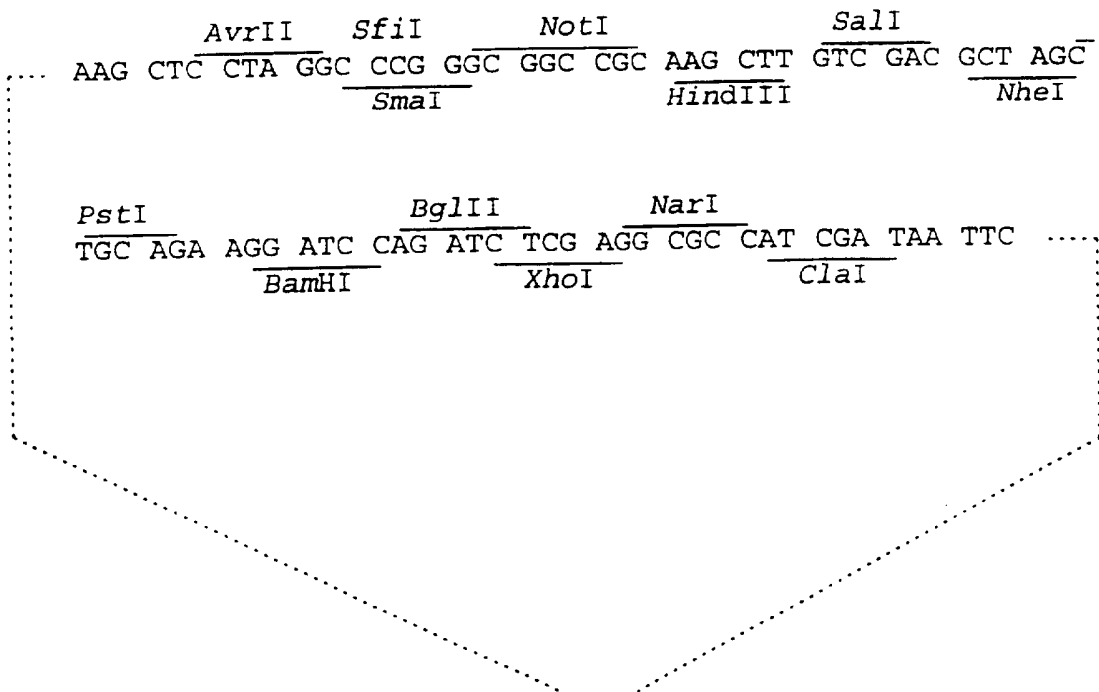 AvrII SfiI NotI SalI
AAG CTC CTA GGC CCG GGC GGC CGC AAG CTT GTC GAC GCT AGC
SmaI HindIII NheI
PstI BglII NarI
TGC AGA AGG ATC CAG ATC TCG AGG CGC CAT CGA TAA TTC
BamHI XhoI ClaI